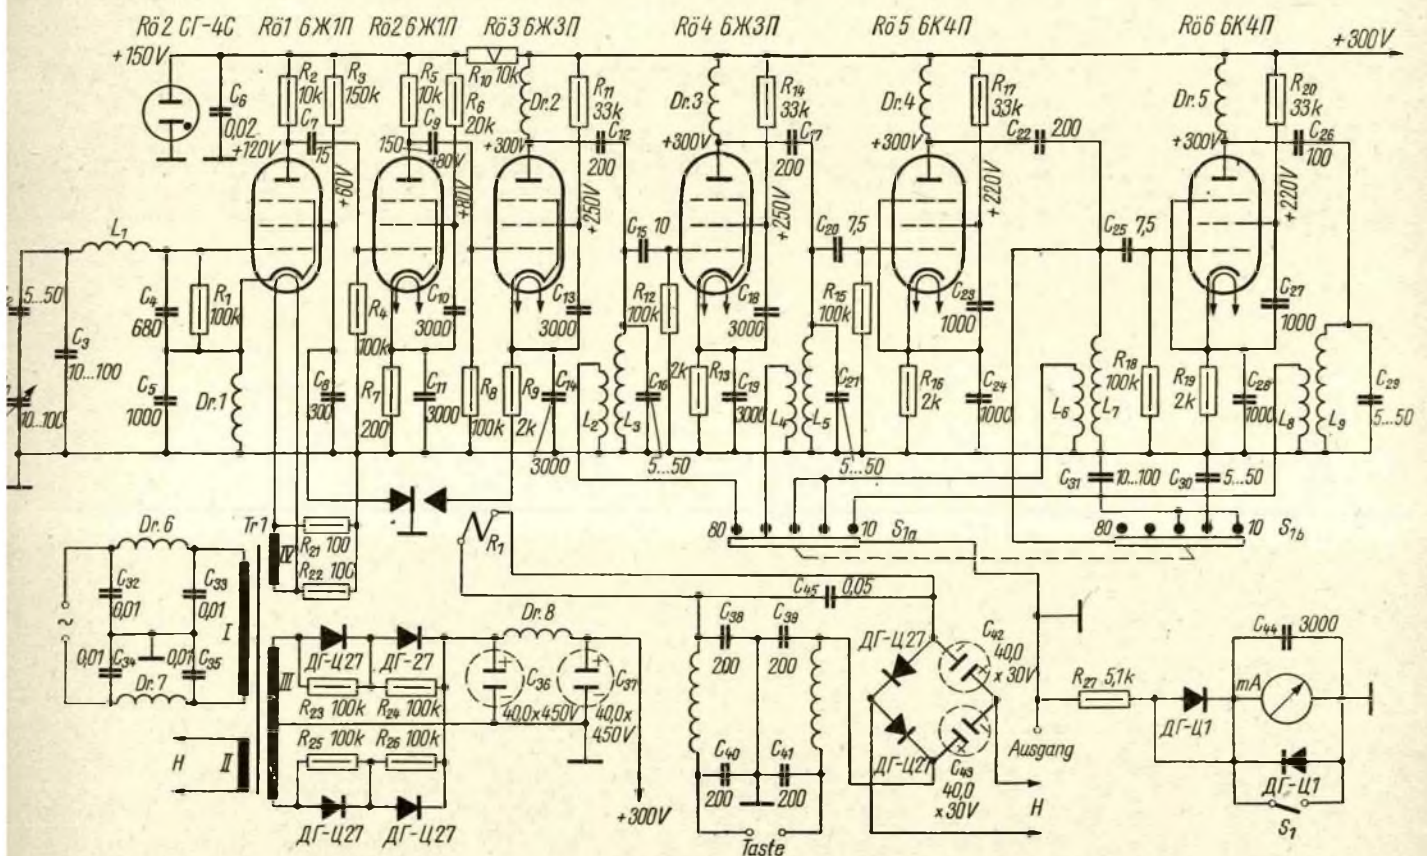 Rö2 СГ-4С
Rö1 6Ж1П
Rö2 6Ж1П
Rö3 6Ж3П
Rö4 6Ж3П
Rö5 6К4П
Rö6 6К4П
+150V
+300V
C6
0,02
R2
10k
R3
150k
C7
15
+120V
+60V
R5
10k
R6
20k
C9
150
+80V
+80V
R10 10k
Dr.2
+300V
R11
33k
C12
200
+250V
Dr.3
+300V
R14
33k
C17
200
+250V
Dr.4
+300V
R17
33k
C22 200
+220V
Dr.5
+300V
R20
33k
C26
100
+220V
L1
5...50
C3
10...100
10...100
C4
680
C5
1000
R1
100k
Dr.1
R4
100k
C8
300
R7
200
C10
3000
C11
3000
R8
100k
R9
2k
C13
3000
C14
3000
C15 10
R12
100k
L2
L3
C16
5...50
2k
R13
C18
3000
C19
3000
C20 7,5
R15
100k
L4
L5
C21
5...50
R16
2k
C23
1000
C24
1000
C25 7,5
L6
L7
R18
100k
R19
2k
C27
1000
C28
1000
L8
L9
C29
5...50
C31
10...100
C30
5...50
80
10
S1a
80
10
S1b
Dr.6
C32
0,01
C33
0,01
0,01
C34
0,01
C35
Dr.7
~
H
II
I
Tr1
IV
III
R21 100
R22 100
ДГ-Ц27
ДГ-27
R23 100k
R24 100k
R25 100k
R26 100k
ДГ-Ц27
ДГ-Ц27
Dr.8
C36
40,0x450V
C37
40,0x
450V
+300V
R1
C45 0,05
C38
200
C39
200
C40
200
C41
200
Taste
ДГ-Ц27
ДГ-Ц27
C42
40,0
x 30V
C43
40,0
x 30V
H
Ausgang
R27 5,1k
ДГ-Ц1
C44 3000
mA
ДГ-Ц1
S1